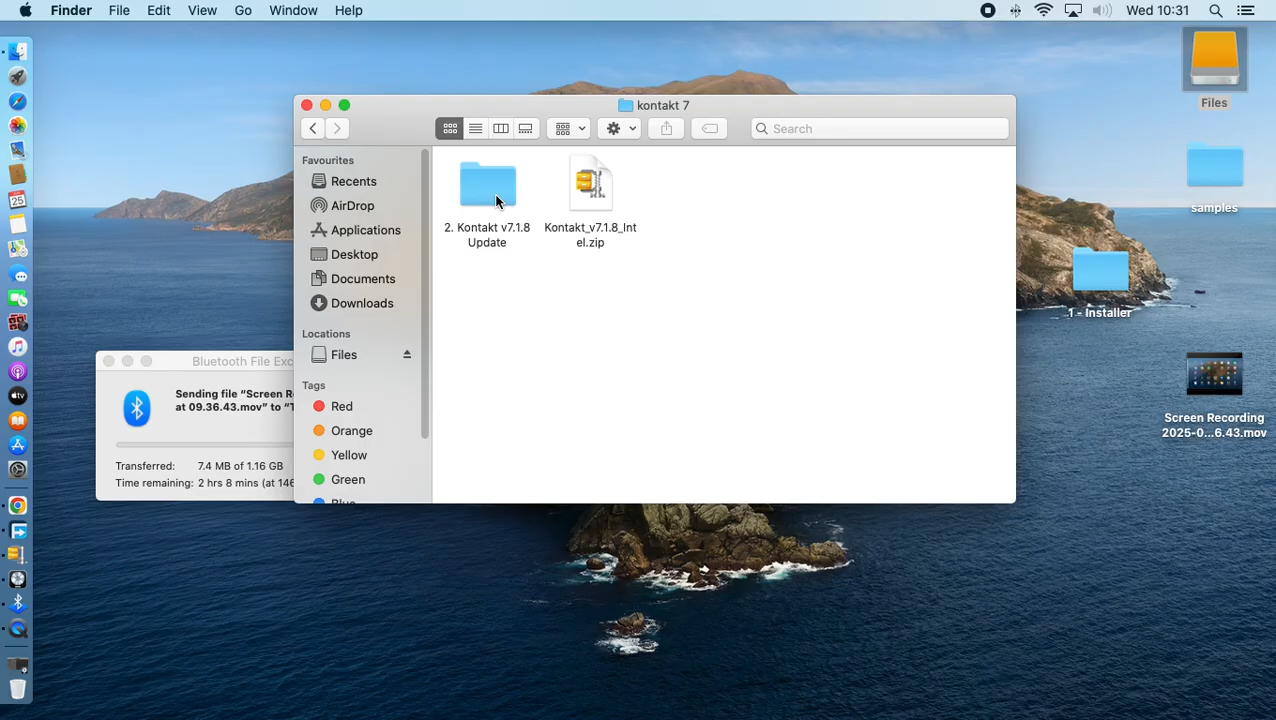 Finder File Edit View Go Window Help Wed 10:31
kontakt 7
Search
Favourites
Recents
AirDrop
Applications
Desktop
Documents
Downloads
Locations
Files
Tags
Red
Orange
Yellow
Green
Blue
2. Kontakt v7.1.8
Update
Kontakt_v7.1.8_Int
el.zip
Bluetooth File Exc
Sending file “Screen R
at 09.36.43.mov” to “T
Transferred: 7.4 MB of 1.16 GB
Time remaining: 2 hrs 8 mins (at 146
Files
samples
1 - Installer
Screen Recording
2025-0...6.43.mov
25